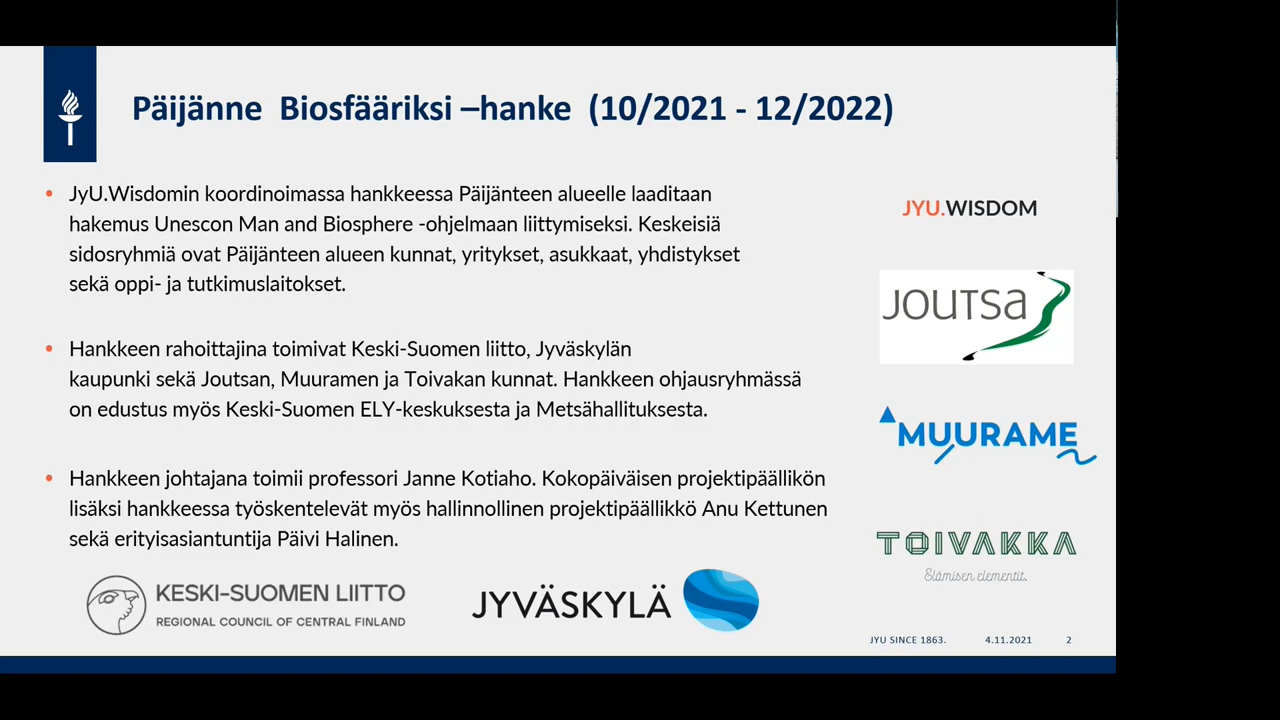 Päijänne Biosfääriksi –hanke (10/2021 - 12/2022)
• JyU.Wisdomin koordinoimassa hankkeessa Päijänteen alueelle laaditaan
hakemus Unescon Man and Biosphere -ohjelmaan liittymiseksi. Keskeisiä
sidosryhmiä ovat Päijänteen alueen kunnat, yritykset, asukkaat, yhdistykset
sekä oppi- ja tutkimuslaitokset.
• Hankkeen rahoittajina toimivat Keski-Suomen liitto, Jyväskylän
kaupunki sekä Joutsan, Muuramen ja Toivakan kunnat. Hankkeen ohjausryhmässä
on edustus myös Keski-Suomen ELY-keskuksesta ja Metsähallituksesta.
• Hankkeen johtajana toimii professori Janne Kotiaho. Kokopäiväisen projektipäällikön
lisäksi hankkeessa työskentelevät myös hallinnollinen projektipäällikkö Anu Kettunen
sekä erityisasiantuntija Päivi Halinen.
JYU.WISDOM
JOUTSA
MUURAME
TOIVAKKA
Elämisen elementit.
KESKI-SUOMEN LIITTO
REGIONAL COUNCIL OF CENTRAL FINLAND
JYVÄSKYLÄ
JYU SINCE 1863. 4.11.2021 2